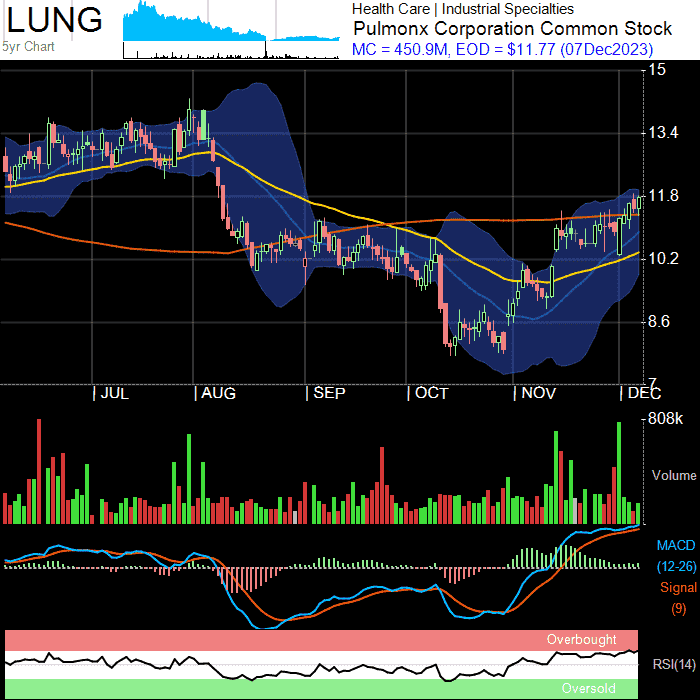 LUNG
5yr Chart
Health Care | Industrial Specialties
Pulmonx Corporation Common Stock
MC = 450.9M, EOD = $11.77 (07Dec2023)
15
13.4
11.8
10.2
8.6
7
| JUL | AUG | SEP | OCT | NOV | DEC
808k
Volume
MACD
(12-26)
Signal
(9)
Overbought
RSI(14)
Oversold